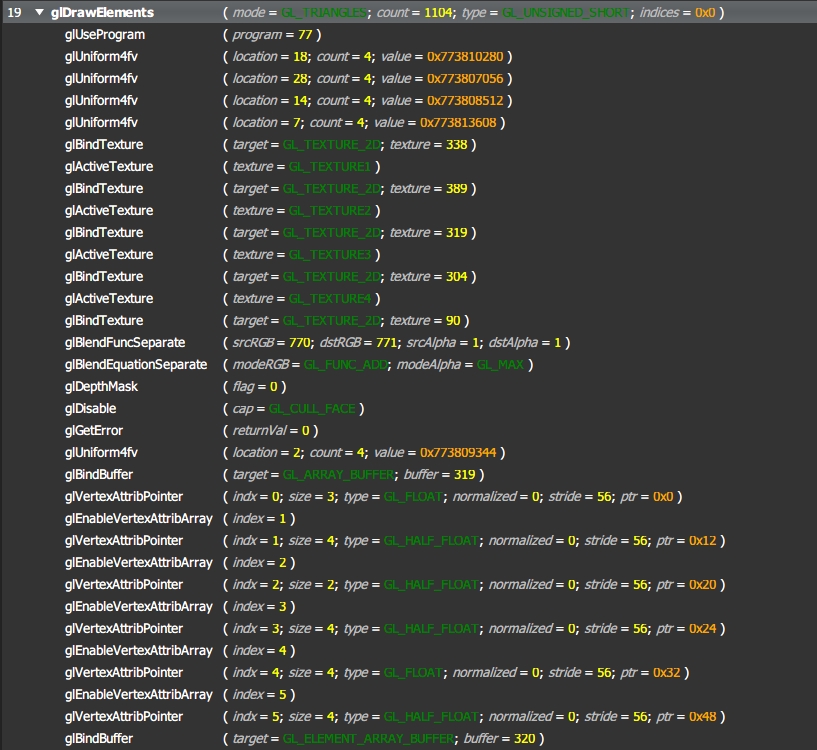 19 ▼ glDrawElements ( mode = GL_TRIANGLES; count = 1104; type = GL_UNSIGNED_SHORT; indices = 0x0 )
glUseProgram ( program = 77 )
glUniform4fv ( location = 18; count = 4; value = 0x773810280 )
glUniform4fv ( location = 28; count = 4; value = 0x773807056 )
glUniform4fv ( location = 14; count = 4; value = 0x773808512 )
glUniform4fv ( location = 7; count = 4; value = 0x773813608 )
glBindTexture ( target = GL_TEXTURE_2D; texture = 338 )
glActiveTexture ( texture = GL_TEXTURE1 )
glBindTexture ( target = GL_TEXTURE_2D; texture = 389 )
glActiveTexture ( texture = GL_TEXTURE2 )
glBindTexture ( target = GL_TEXTURE_2D; texture = 319 )
glActiveTexture ( texture = GL_TEXTURE3 )
glBindTexture ( target = GL_TEXTURE_2D; texture = 304 )
glActiveTexture ( texture = GL_TEXTURE4 )
glBindTexture ( target = GL_TEXTURE_2D; texture = 90 )
glBlendFuncSeparate ( srcRGB = 770; dstRGB = 771; srcAlpha = 1; dstAlpha = 1 )
glBlendEquationSeparate ( modeRGB = GL_FUNC_ADD; modeAlpha = GL_MAX )
glDepthMask ( flag = 0 )
glDisable ( cap = GL_CULL_FACE )
glGetError ( returnVal = 0 )
glUniform4fv ( location = 2; count = 4; value = 0x773809344 )
glBindBuffer ( target = GL_ARRAY_BUFFER; buffer = 319 )
glVertexAttribPointer ( indx = 0; size = 3; type = GL_FLOAT; normalized = 0; stride = 56; ptr = 0x0 )
glEnableVertexAttribArray ( index = 1 )
glVertexAttribPointer ( indx = 1; size = 4; type = GL_HALF_FLOAT; normalized = 0; stride = 56; ptr = 0x12 )
glEnableVertexAttribArray ( index = 2 )
glVertexAttribPointer ( indx = 2; size = 2; type = GL_HALF_FLOAT; normalized = 0; stride = 56; ptr = 0x20 )
glEnableVertexAttribArray ( index = 3 )
glVertexAttribPointer ( indx = 3; size = 4; type = GL_HALF_FLOAT; normalized = 0; stride = 56; ptr = 0x24 )
glEnableVertexAttribArray ( index = 4 )
glVertexAttribPointer ( indx = 4; size = 4; type = GL_FLOAT; normalized = 0; stride = 56; ptr = 0x32 )
glEnableVertexAttribArray ( index = 5 )
glVertexAttribPointer ( indx = 5; size = 4; type = GL_HALF_FLOAT; normalized = 0; stride = 56; ptr = 0x48 )
glBindBuffer ( target = GL_ELEMENT_ARRAY_BUFFER; buffer = 320 )